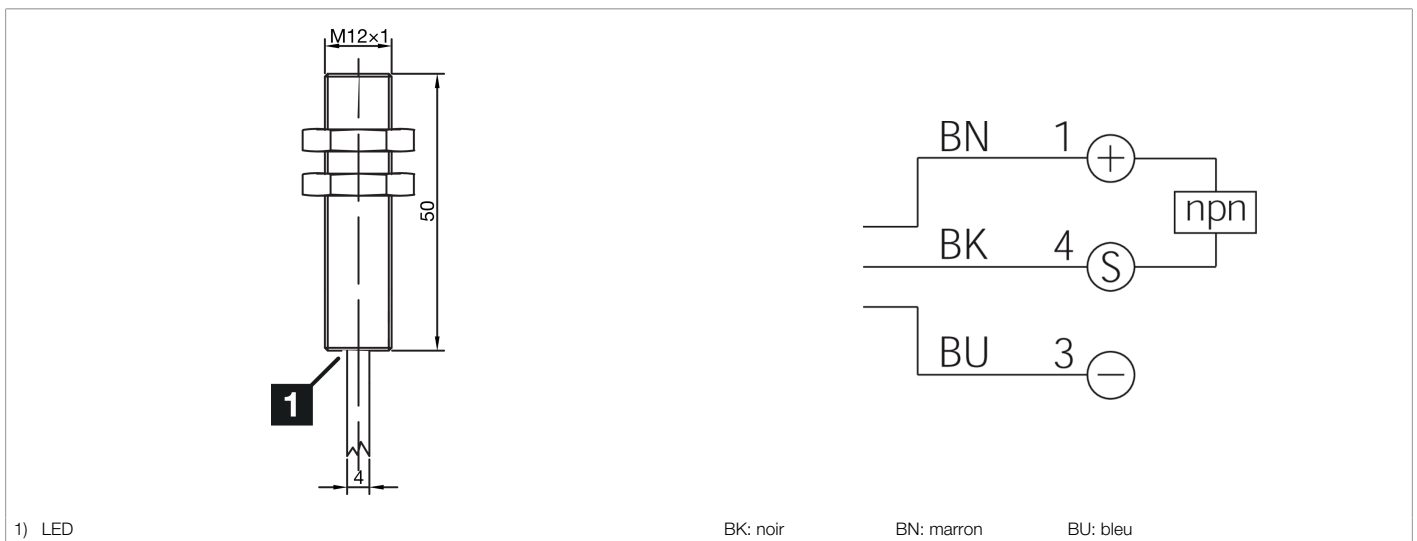 M12×1
50
1
4
BN 1 +
npn
BK 4 S
BU 3 −
1) LED
BK: noir BN: marron BU: bleu